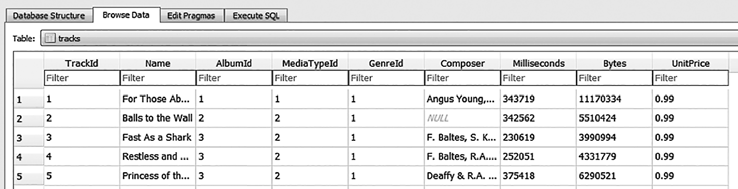 Database Structure Browse Data Edit Pragmas Execute SQL
Table: tracks
TrackId Name AlbumId MediaTypeId GenreId Composer Milliseconds Bytes UnitPrice
Filter Filter Filter Filter Filter Filter Filter Filter Filter
1 1 For Those Ab... 1 1 1 Angus Young,... 343719 11170334 0.99
2 2 Balls to the Wall 2 2 1 NULL 342562 5510424 0.99
3 3 Fast As a Shark 3 2 1 F. Baltes, S. K... 230619 3990994 0.99
4 4 Restless and ... 3 2 1 F. Baltes, R.A.... 252051 4331779 0.99
5 5 Princess of th... 3 2 1 Deaffy & R.A. ... 375418 6290521 0.99